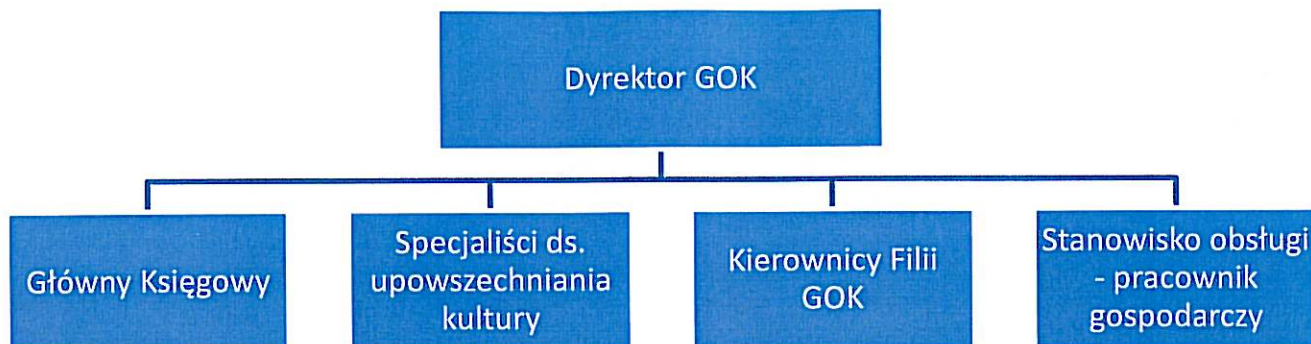 Dyrektor GOK
Główny Księgowy
Specjaliści ds.
upowszechniania
kultury
Kierownicy Filii
GOK
Stanowisko obsługi
- pracownik
gospodarczy